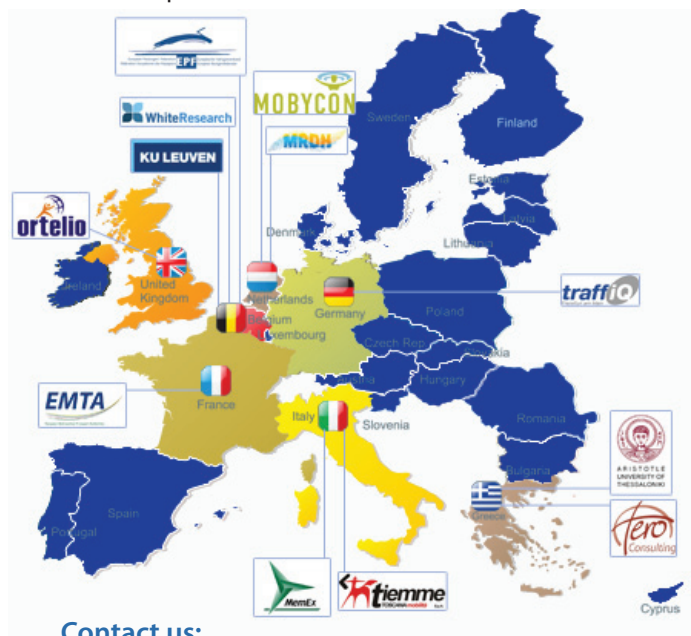 EPF
WhiteResearch
KU LEUVEN
MOBYCON
MRDH
ortelio
Sweden
Finland
Estonia
Latvia
Lithuania
Denmark
Ireland
United
Kingdom
Netherlands
Belgium
Luxembourg
Germany
traffiQ
Poland
Czech Rep.
Slovakia
Austria
Hungary
EMTA
France
Italy
Slovenia
Romania
Bulgaria
Portugal
Spain
Greece
ARISTOTLE
UNIVERSITY OF
THESSALONIKI
Tero
Consulting
MemEx
tiemme
TOSCANA mobilità
Cyprus
Contact us: